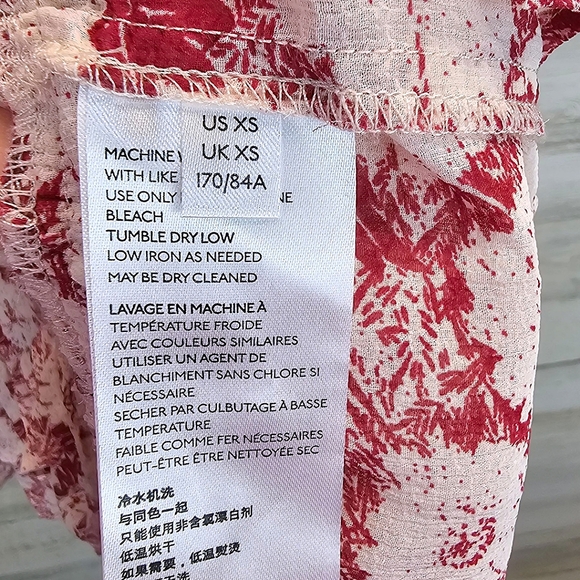 US XS
UK XS
170/84A
MACHINE
WITH LIKE
USE ONLY NE
BLEACH
TUMBLE DRY LOW
LOW IRON AS NEEDED
MAY BE DRY CLEANED
LAVAGE EN MACHINE À
TEMPÉRATURE FROIDE
AVEC COULEURS SIMILAIRES
UTILISER UN AGENT DE
BLANCHIMENT SANS CHLORE SI
NÉCESSAIRE
SECHER PAR CULBUTAGE À BASSE
TEMPERATURE
FAIBLE COMME FER NÉCESSAIRES
PEUT-ÊTRE ÊTRE NETTOYÉE SEC
冷水机洗
与同色一起
只能使用非含氯漂白剂
低温烘干
如果需要，低温熨烫